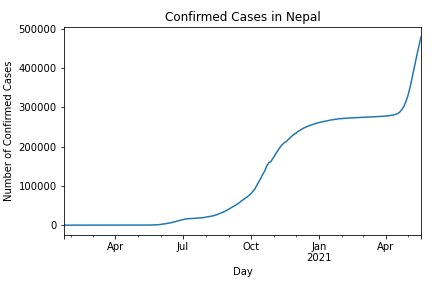 Confirmed Cases in Nepal
500000
400000
300000
200000
100000
0
Number of Confirmed Cases
Apr
Jul
Oct
Jan
2021
Apr
Day